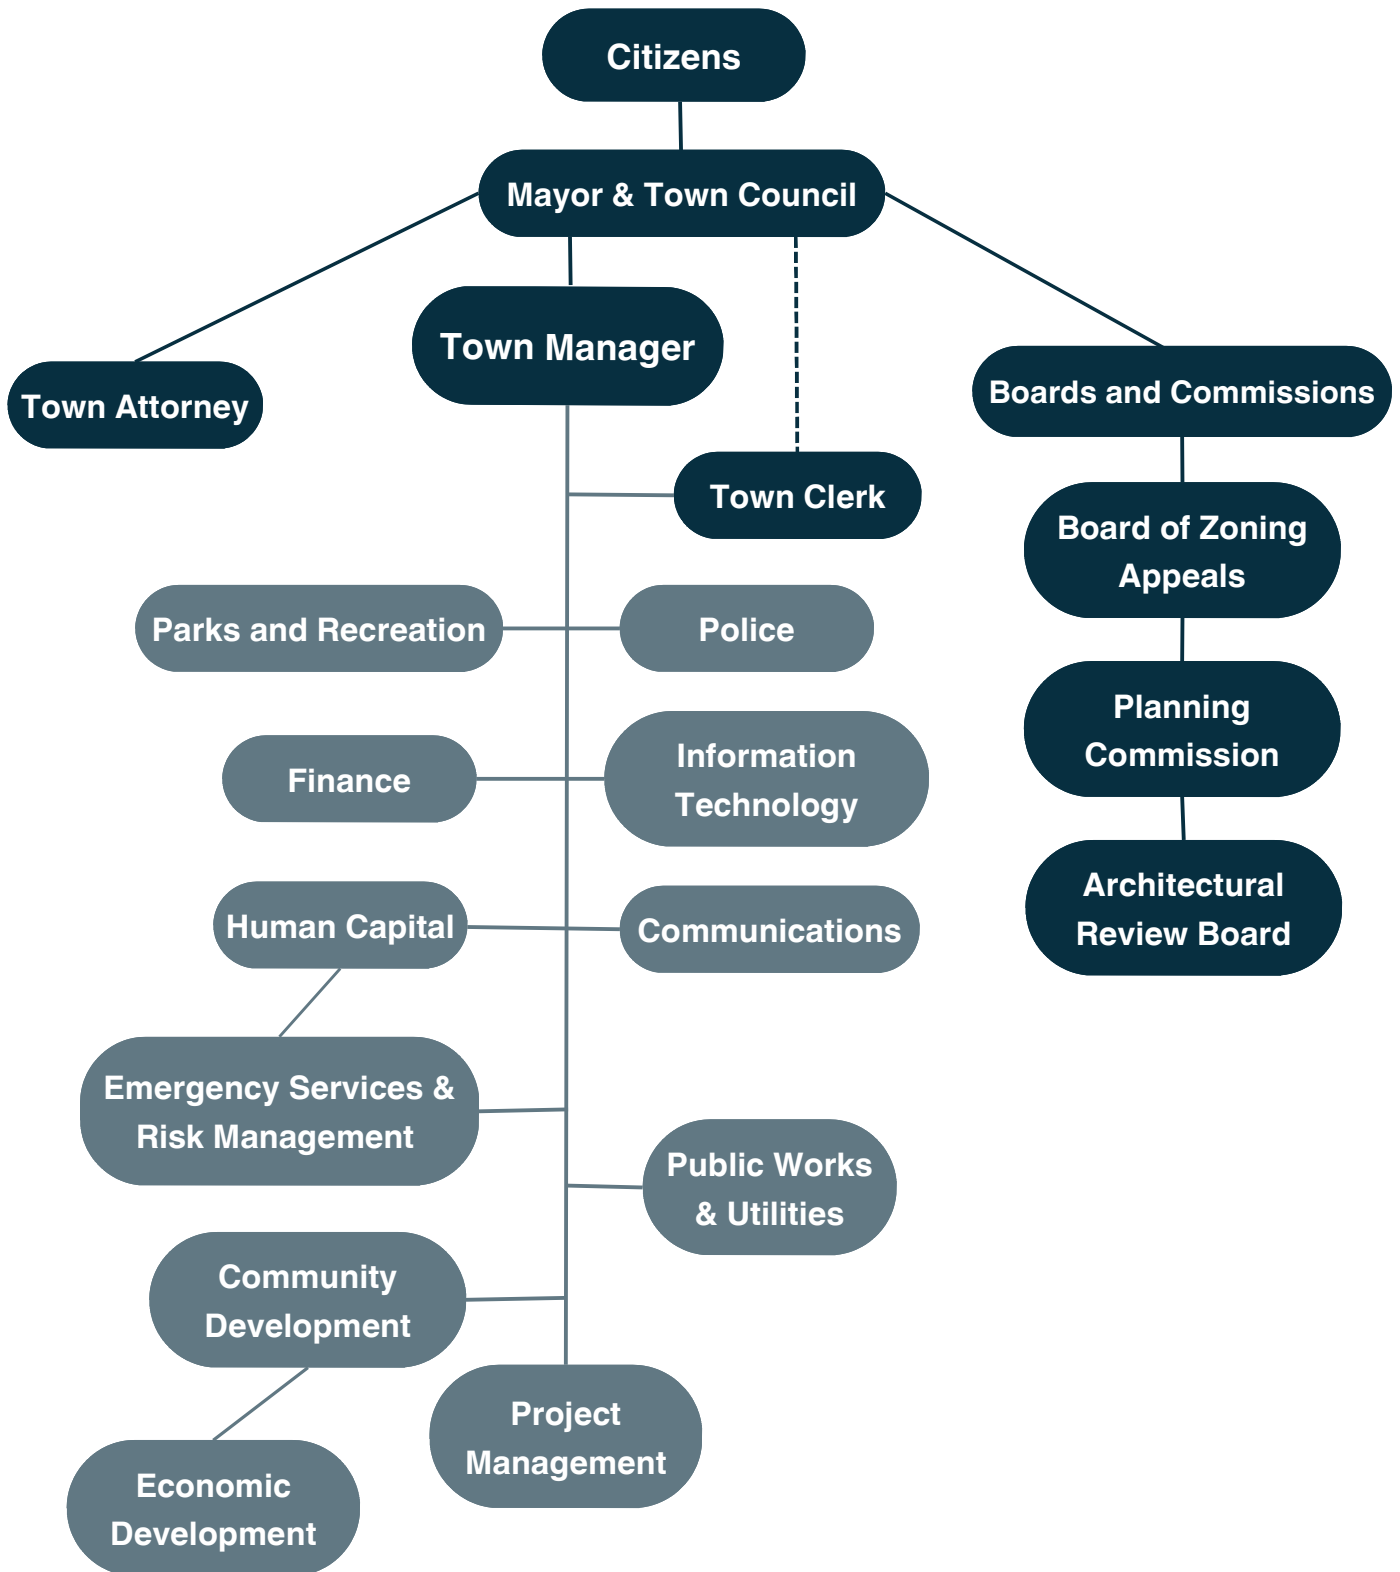 Citizens
Mayor & Town Council
Town Manager
Town Attorney
Boards and Commissions
Town Clerk
Board of Zoning
Appeals
Parks and Recreation
Police
Planning
Commission
Finance
Information
Technology
Architectural
Review Board
Human Capital
Communications
Emergency Services &
Risk Management
Public Works
& Utilities
Community
Development
Project
Management
Economic
Development